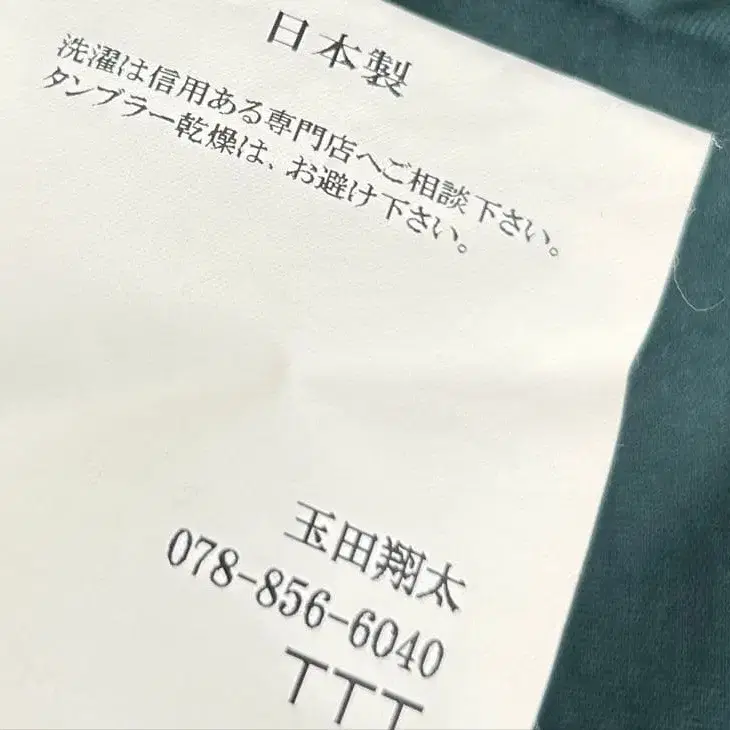 日本製
洗濯は信用ある専門店へご相談下さい。
タンブラー乾燥は、お避け下さい。
玉田翔太
078-856-6040
TTT